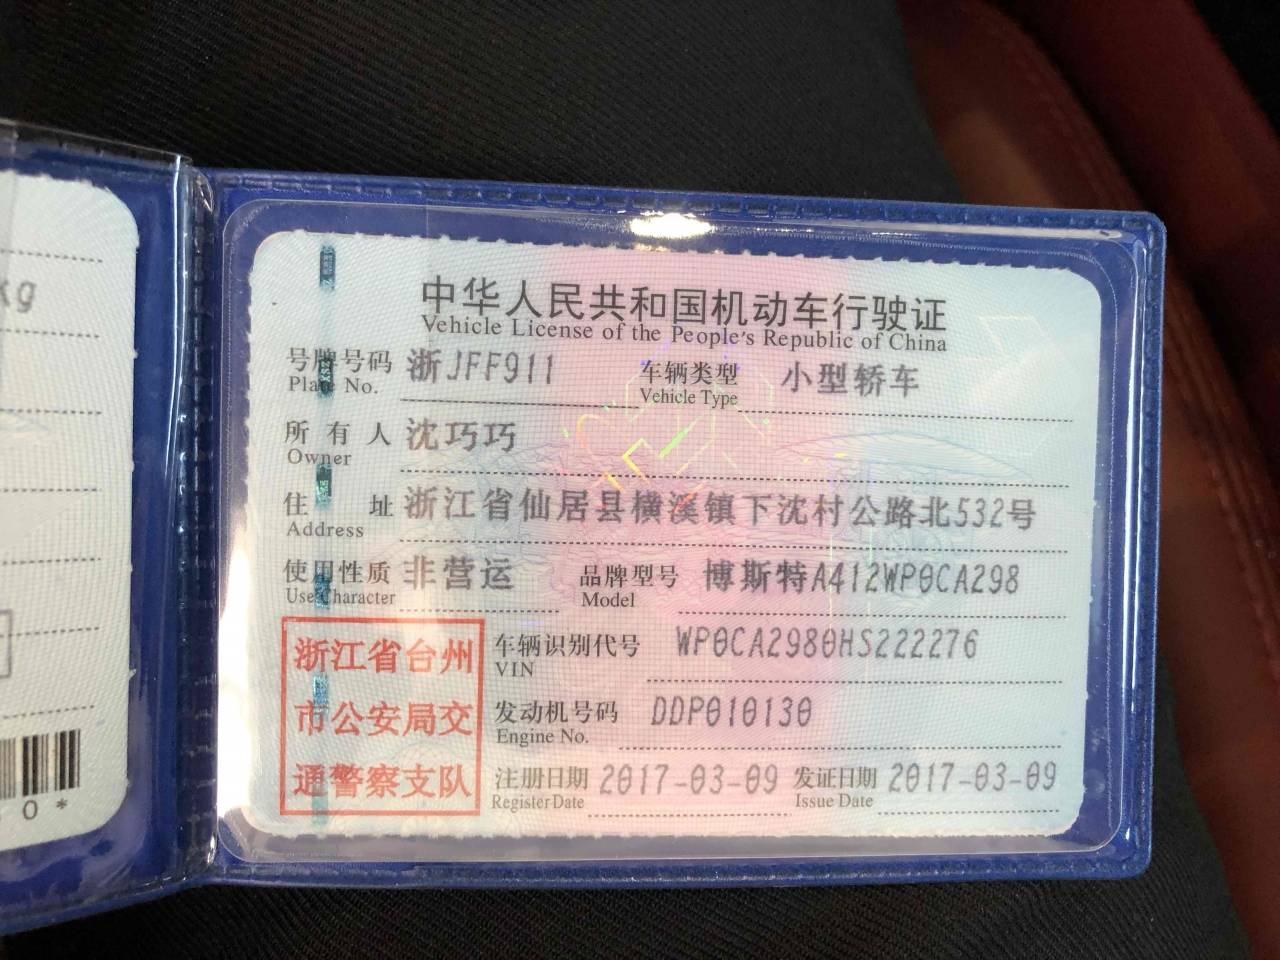 kg
0*
中华人民共和国机动车行驶证
Vehicle License of the People's Republic of China
号牌号码 浙JFF911 车辆类型 小型轿车
Plate No. Vehicle Type
所有人 沈巧巧
Owner
住址 浙江省仙居县横溪镇下沈村公路北532号
Address
使用性质 非营运 品牌型号 博斯特A412WP0CA298
Use Character Model
浙江省台州
市公安局交
通警察支队
车辆识别代号 WP0CA2980HS222276
VIN
发动机号码 DDP010130
Engine No.
注册日期 2017-03-09 发证日期 2017-03-09
Register Date Issue Date